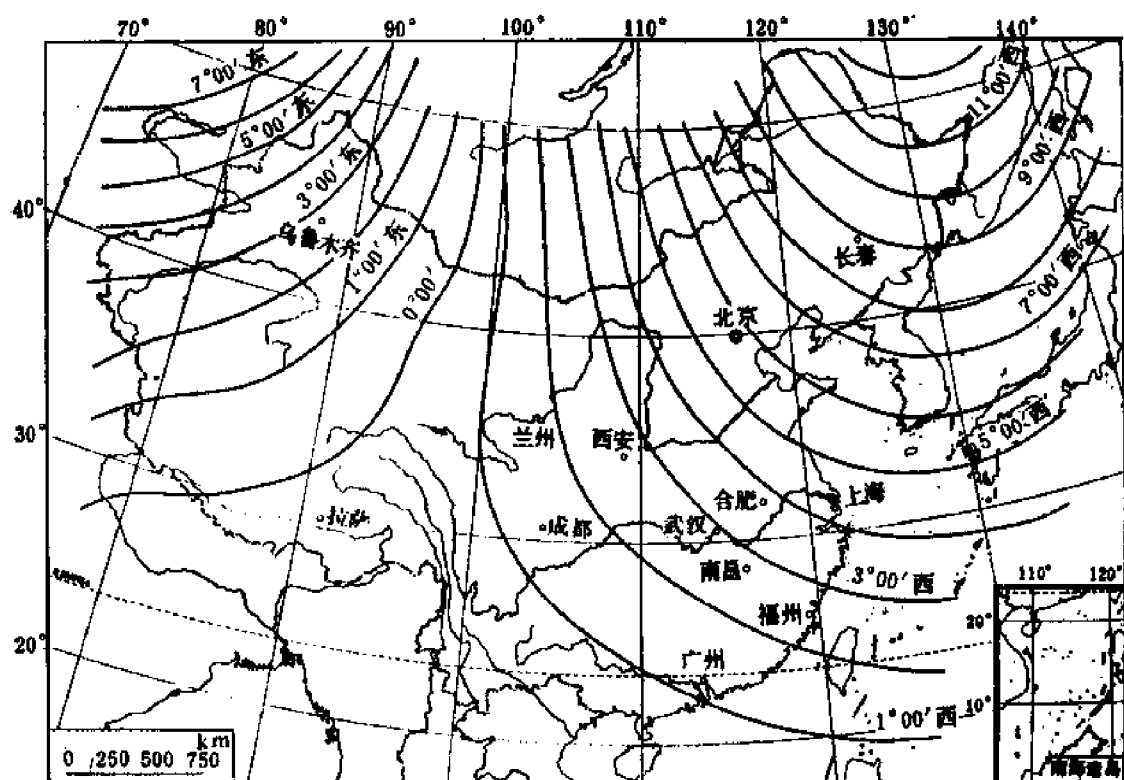 70° 80° 90° 100° 110° 120° 130° 140°
7°00′东
5°00′东
3°00′东
1°00′东
0°00′
11°00′西
9°00′西
7°00′西
5°00′西
3°00′西
1°00′西
40°
30°
20°
乌鲁木齐
长春
北京
兰州
西安
合肥
上海
拉萨
成都
武汉
南昌
福州
广州
110° 120°
20°
10°
南海诸岛
km
0 250 500 750